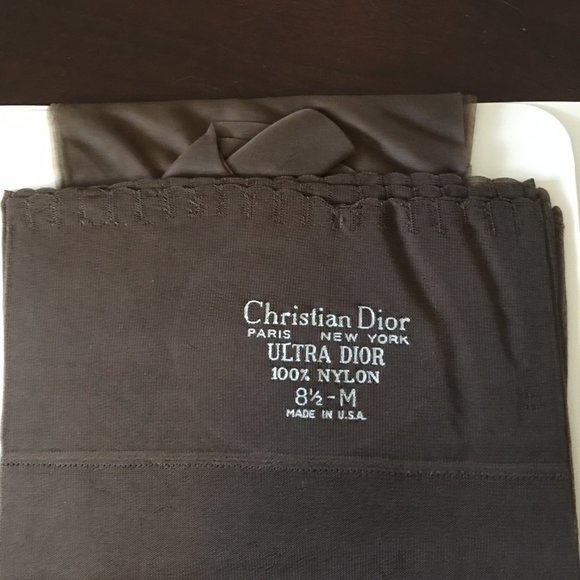 Christian Dior
PARIS NEW YORK
ULTRA DIOR
100% NYLON
8½-M
MADE IN U.S.A.